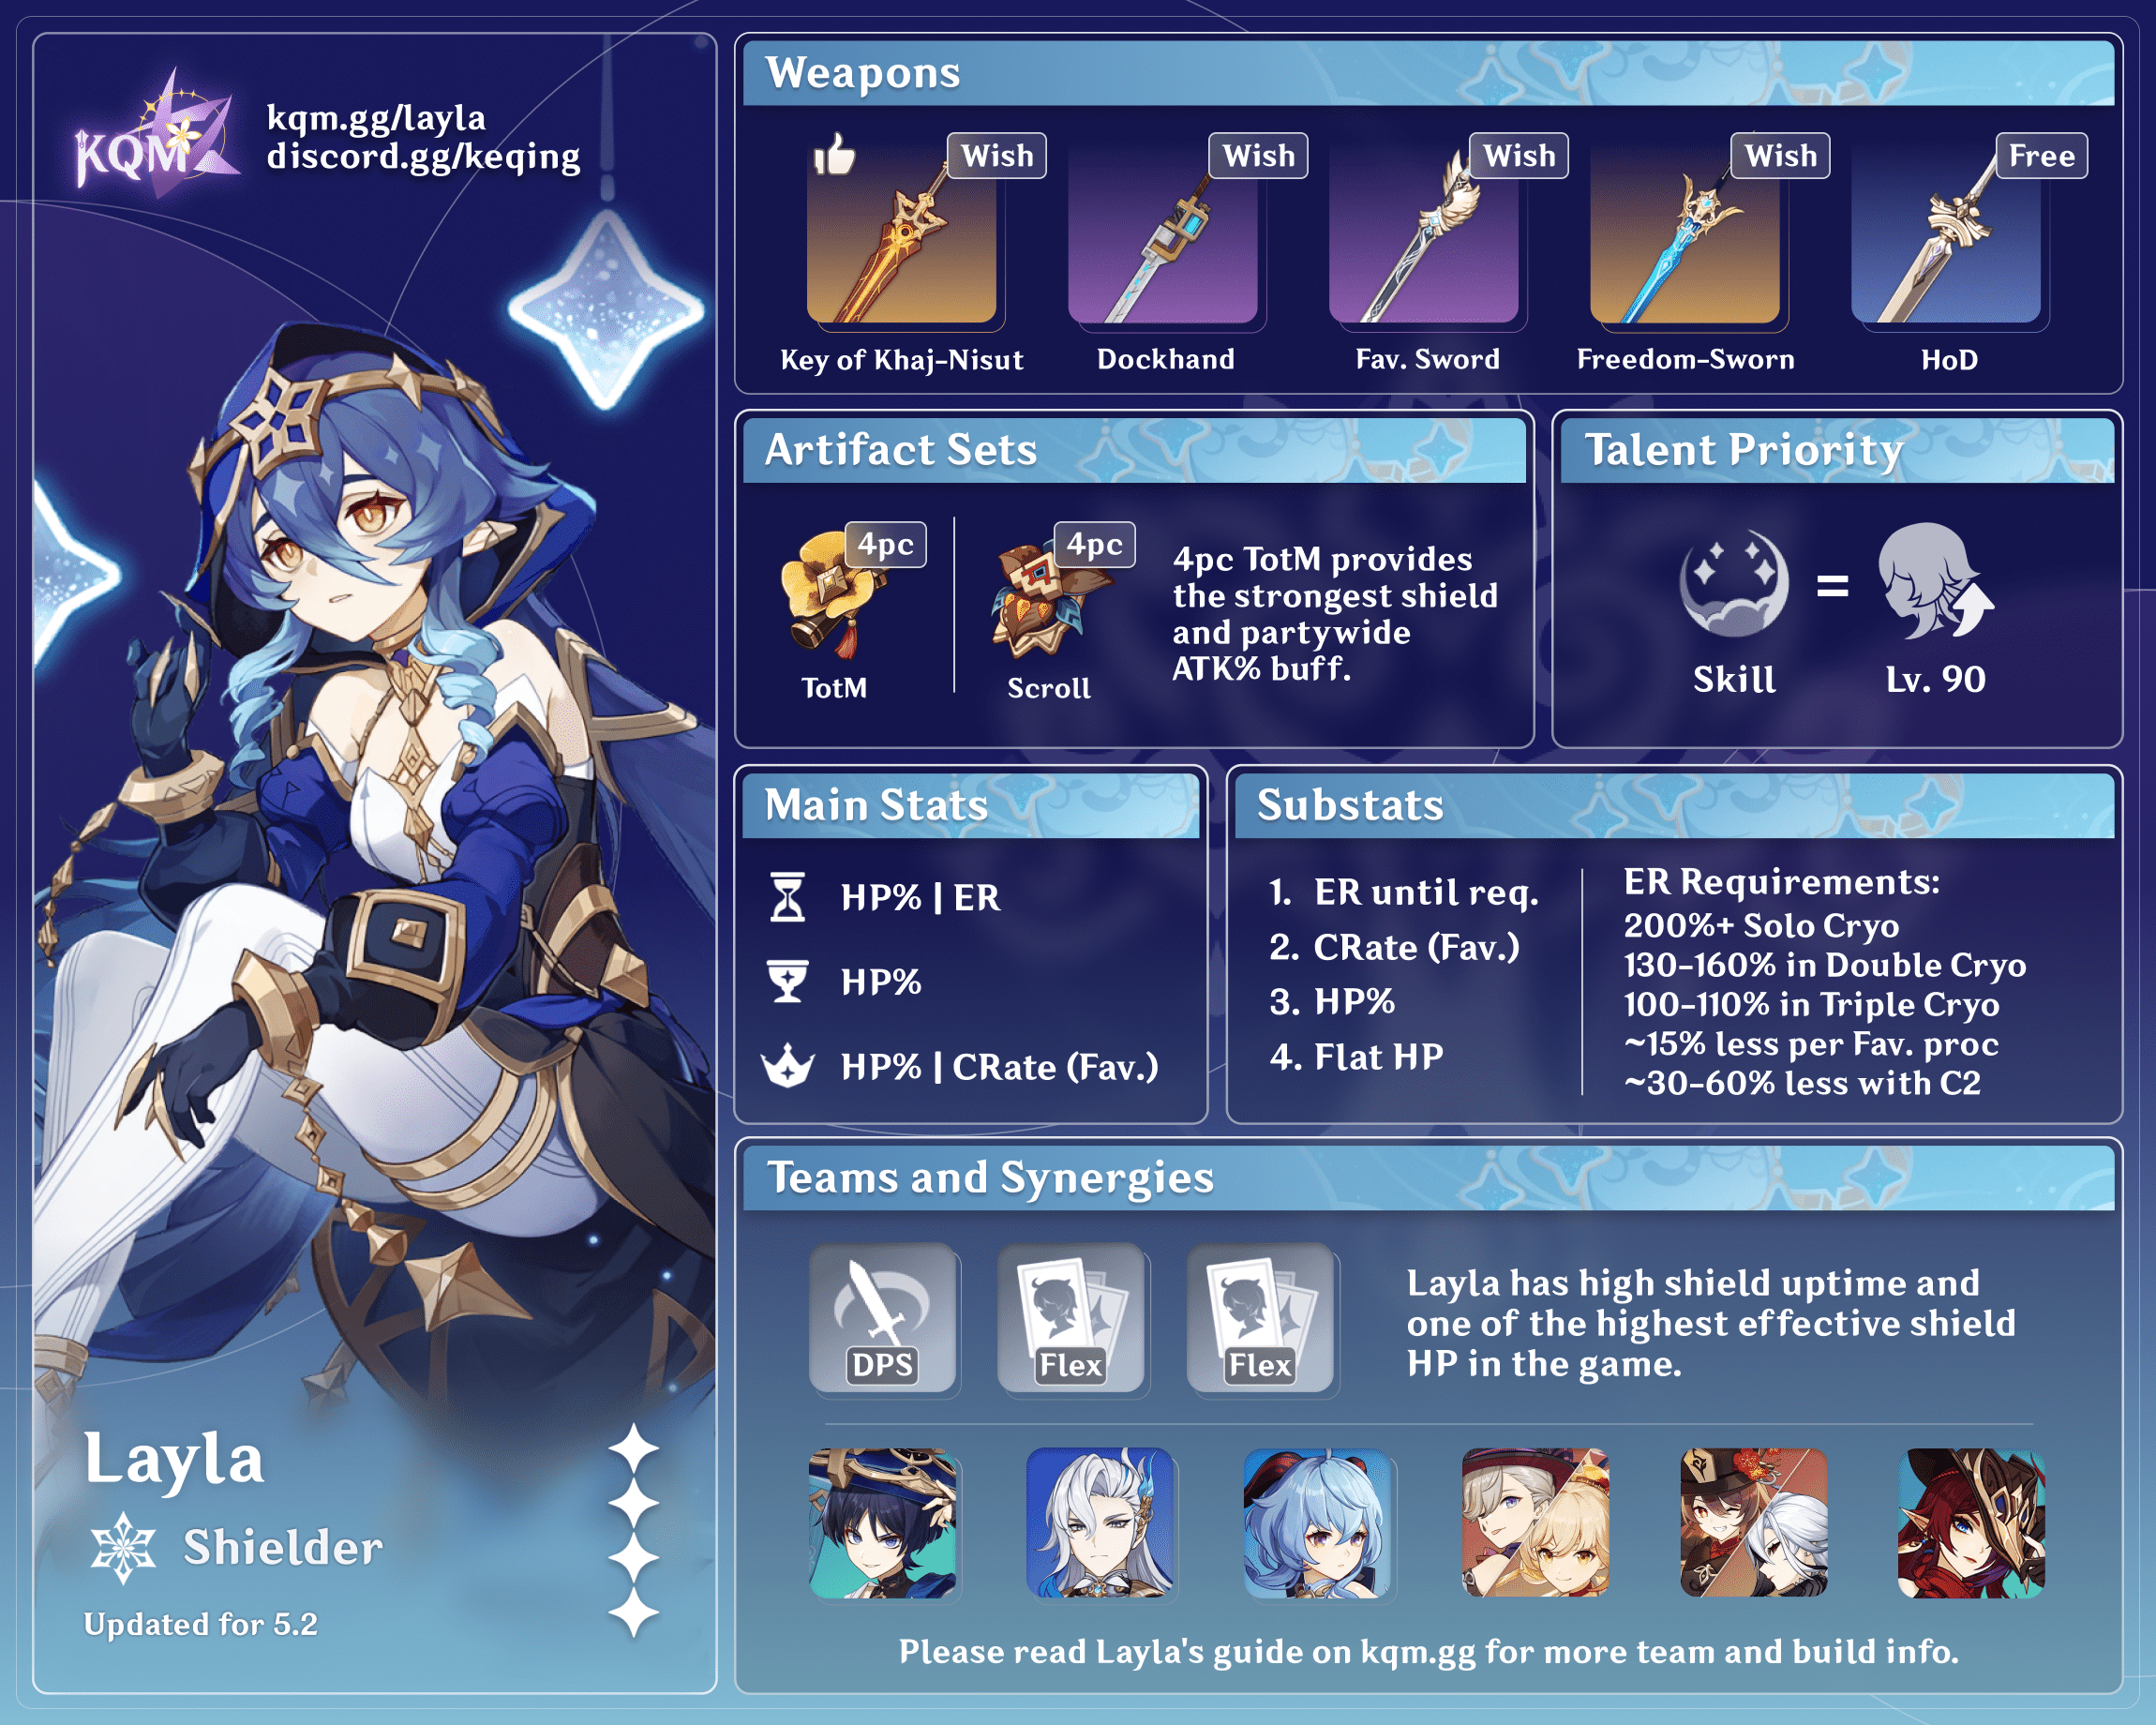 KQM
kqm.gg/layla
discord.gg/keqing
Layla
Shielder
Updated for 5.2
Weapons
Wish
Wish
Wish
Wish
Free
Key of Khaj-Nisut
Dockhand
Fav. Sword
Freedom-Sworn
HoD
Artifact Sets
4pc
TotM
4pc
Scroll
4pc TotM provides
the strongest shield
and partywide
ATK% buff.
Talent Priority
Skill
=
Lv. 90
Main Stats
HP% | ER
HP%
HP% | CRate (Fav.)
Substats
1. ER until req.
2. CRate (Fav.)
3. HP%
4. Flat HP
ER Requirements:
200%+ Solo Cryo
130-160% in Double Cryo
100-110% in Triple Cryo
~15% less per Fav. proc
~30-60% less with C2
Teams and Synergies
DPS
Flex
Flex
Layla has high shield uptime and
one of the highest effective shield
HP in the game.
Please read Layla's guide on kqm.gg for more team and build info.